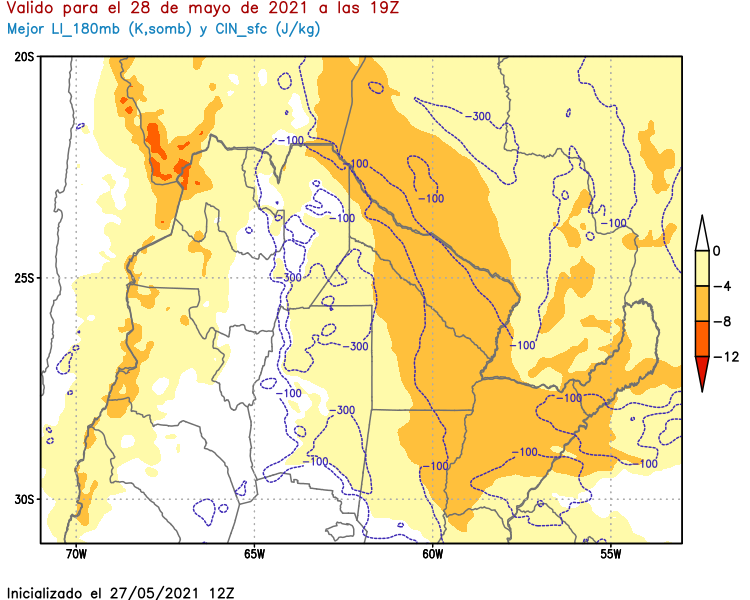 Valido para el 28 de mayo de 2021 a las 19Z
Mejor LI_180mb (K,somb) y CIN_sfc (J/kg)
20S
-300
-100
100
-100
-100
-100
0
25S
-300
-4
-8
-300
-100
-12
-100
-300
-100
-100
-100
-100
-100
30S
70W 65W 60W 55W
Inicializado el 27/05/2021 12Z